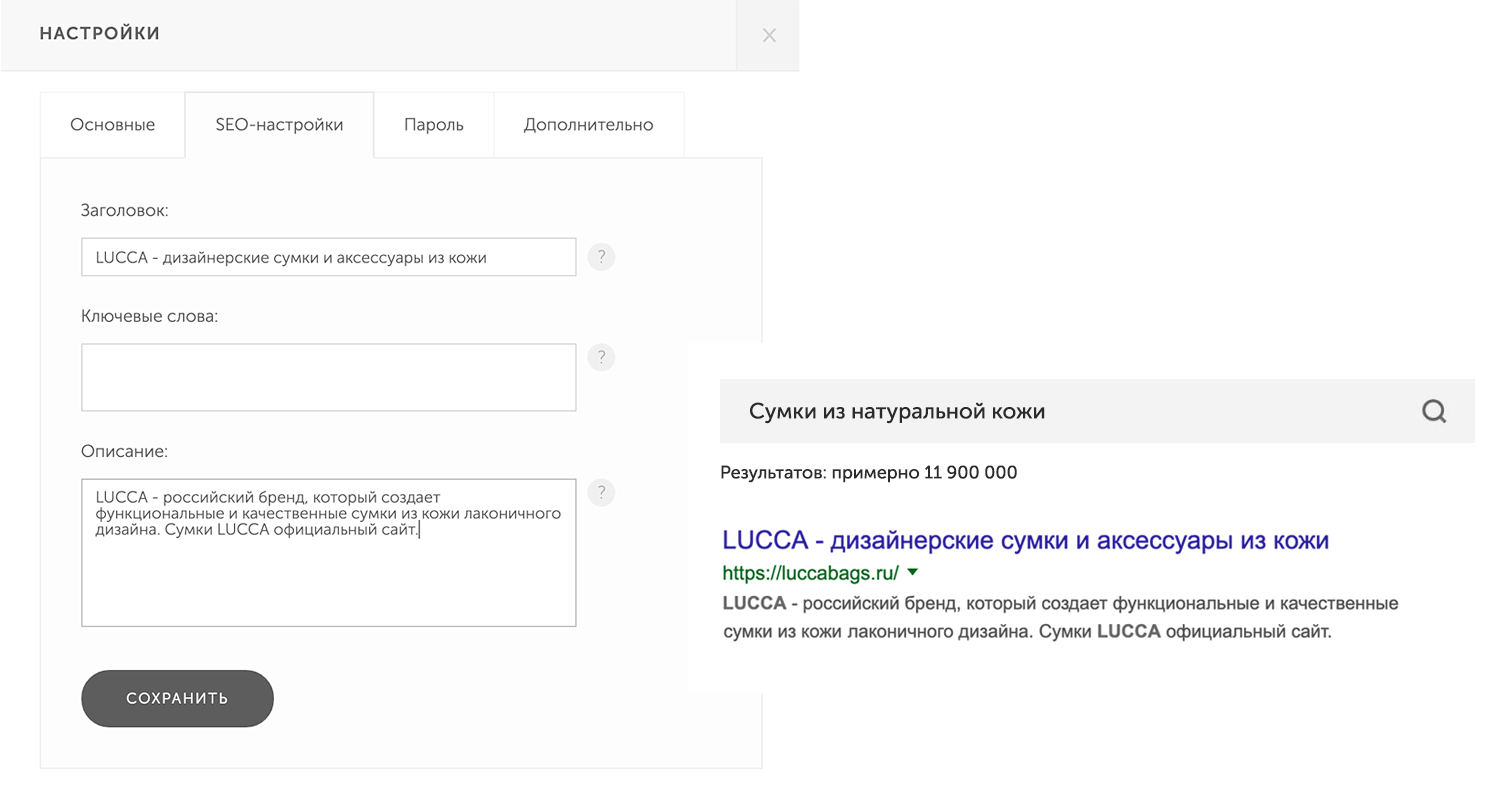 НАСТРОЙКИ
Основные
SEO-настройки
Пароль
Дополнительно
Заголовок:
LUCCA - дизайнерские сумки и аксессуары из кожи
?
Ключевые слова:
?
Описание:
LUCCA - российский бренд, который создает
функциональные и качественные сумки из кожи лаконичного
дизайна. Сумки LUCCA официальный сайт.
?
СОХРАНИТЬ
Сумки из натуральной кожи
Результатов: примерно 11 900 000
LUCCA - дизайнерские сумки и аксессуары из кожи
https://luccabags.ru/
LUCCA - российский бренд, который создает функциональные и качественные
сумки из кожи лаконичного дизайна. Сумки LUCCA официальный сайт.